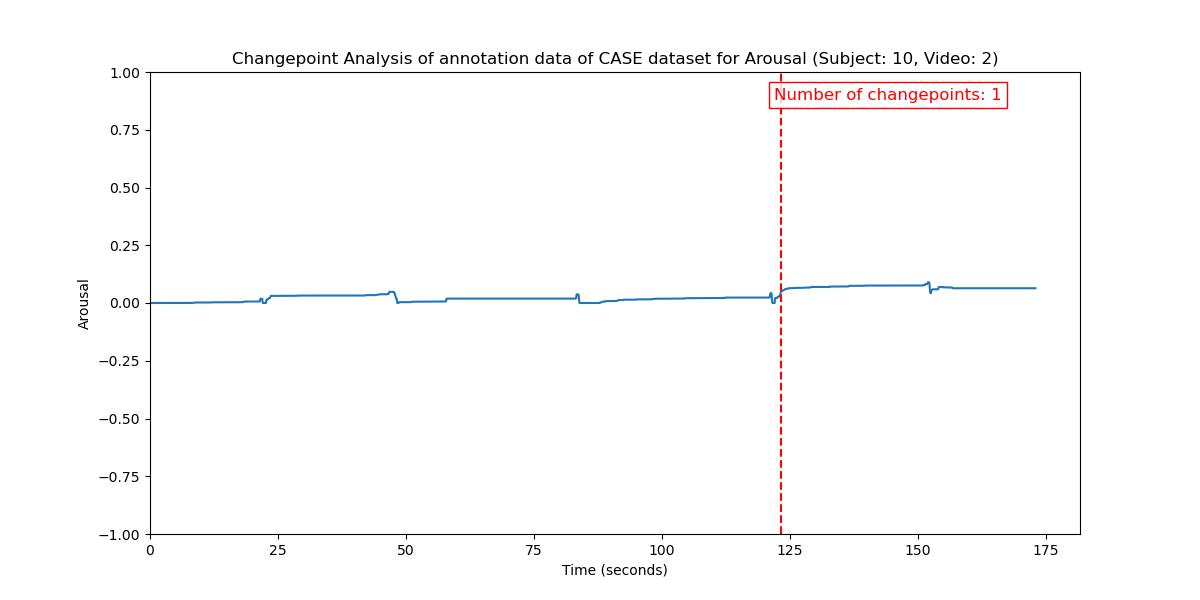 Changepoint Analysis of annotation data of CASE dataset for Arousal (Subject: 10, Video: 2)
Number of changepoints: 1
1.00
0.75
0.50
0.25
0.00
−0.25
−0.50
−0.75
−1.00
Arousal
0 25 50 75 100 125 150 175
Time (seconds)